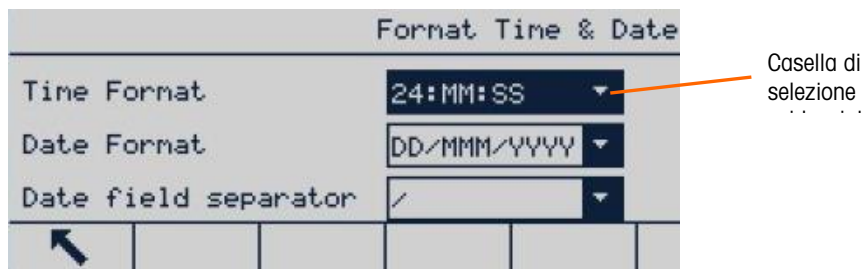 Format Time & Date
Time Format 24:MM:SS
Date Format DD/MMM/YYYY
Date field separator /
Casella di
selezione